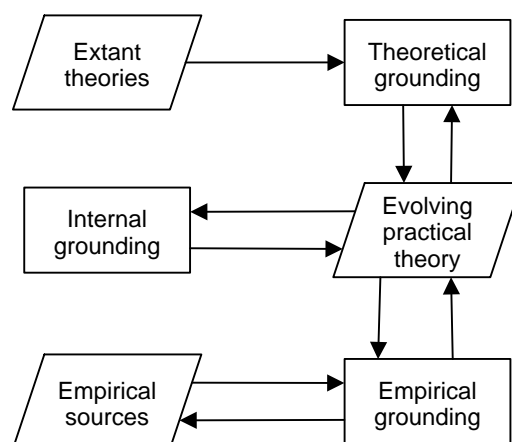 Extant
theories
Theoretical
grounding
Internal
grounding
Evolving
practical
theory
Empirical
sources
Empirical
grounding